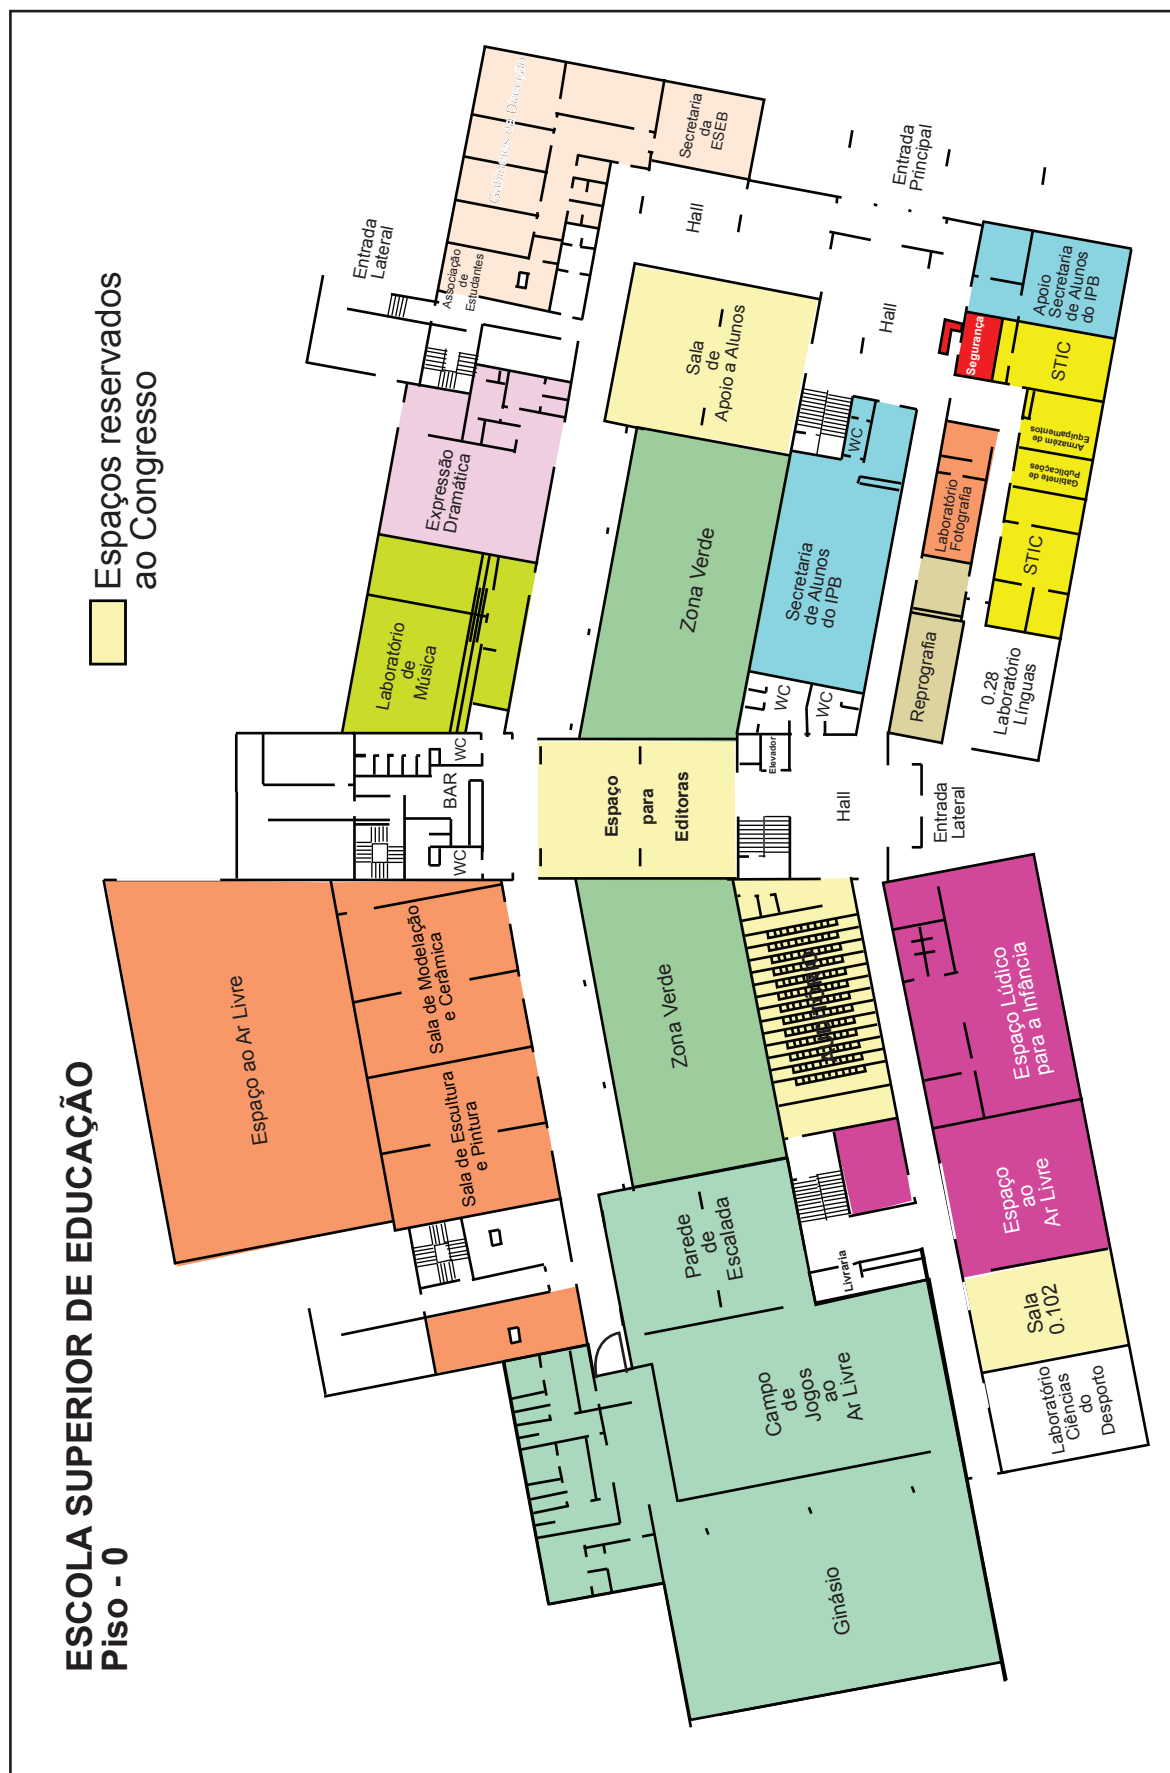 ESCOLA SUPERIOR DE EDUCAÇÃO
Piso - 0
Espaços reservados
ao Congresso
Espaço ao Ar Livre
Sala de Escultura
e Pintura
Sala de Modelação
e Cerâmica
WC
BAR
WC
Laboratório
de
Música
Expressão
Dramática
Entrada
Lateral
Associação
de
Estudantes
Gabinetes da Direcção
Secretaria
da
ESEB
Hall
Entrada
Principal
Ginásio
Campo
de
Jogos
ao
Ar Livre
Parede
de
Escalada
Zona Verde
Espaço
para
Editoras
Zona Verde
Sala
de
Apoio a Alunos
Hall
Livraria
Elevador
WC
WC
Secretaria
de Alunos
do IPB
WC
Hall
Entrada
Lateral
Reprografia
Laboratório
Fotografia
Segurança
Apoio
Secretaria
de Alunos
do IPB
Laboratório
Ciências
do
Desporto
Sala
0.102
Espaço
ao
Ar Livre
Espaço Lúdico
para a Infância
0.28
Laboratório
Línguas
STIC
Gabinete de
Publicações
Armazém de
Equipamentos
STIC